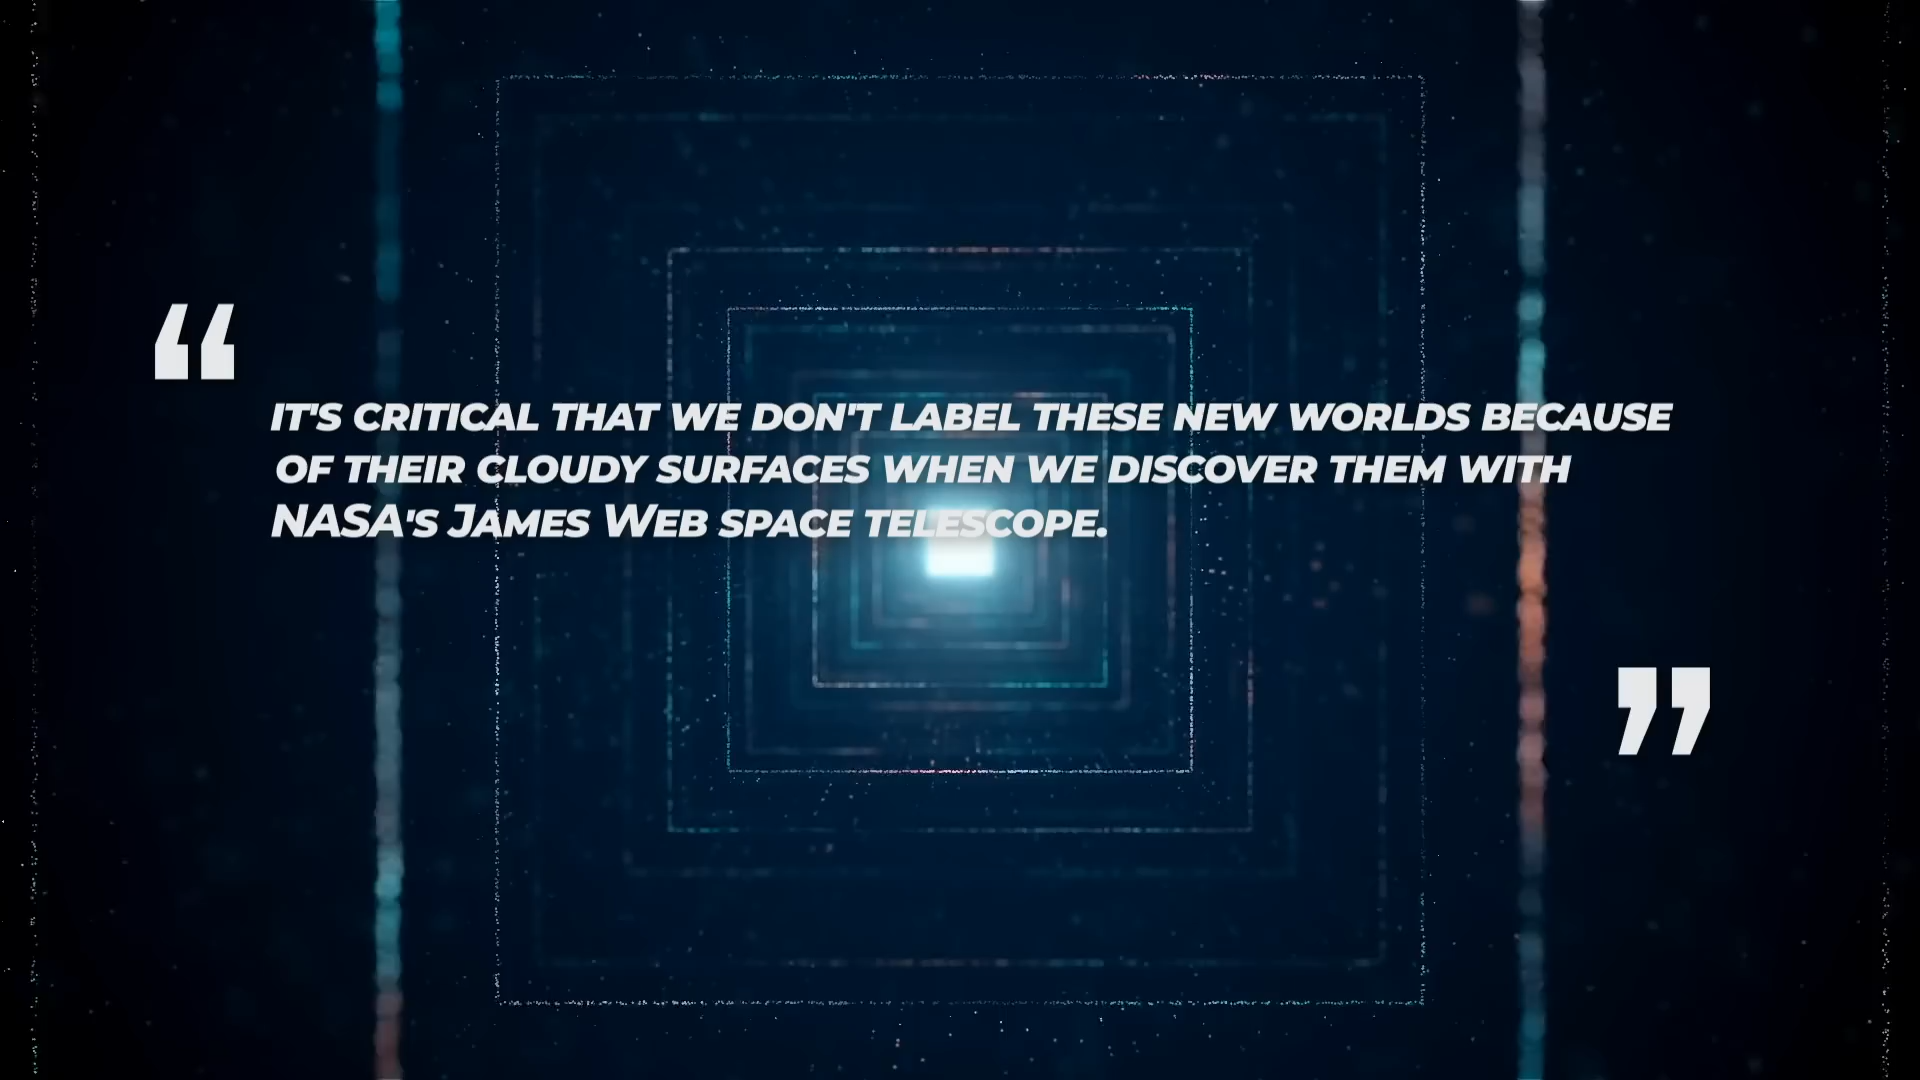 “
IT'S CRITICAL THAT WE DON'T LABEL THESE NEW WORLDS BECAUSE
OF THEIR CLOUDY SURFACES WHEN WE DISCOVER THEM WITH
NASA'S JAMES WEB SPACE TELESCOPE.
”